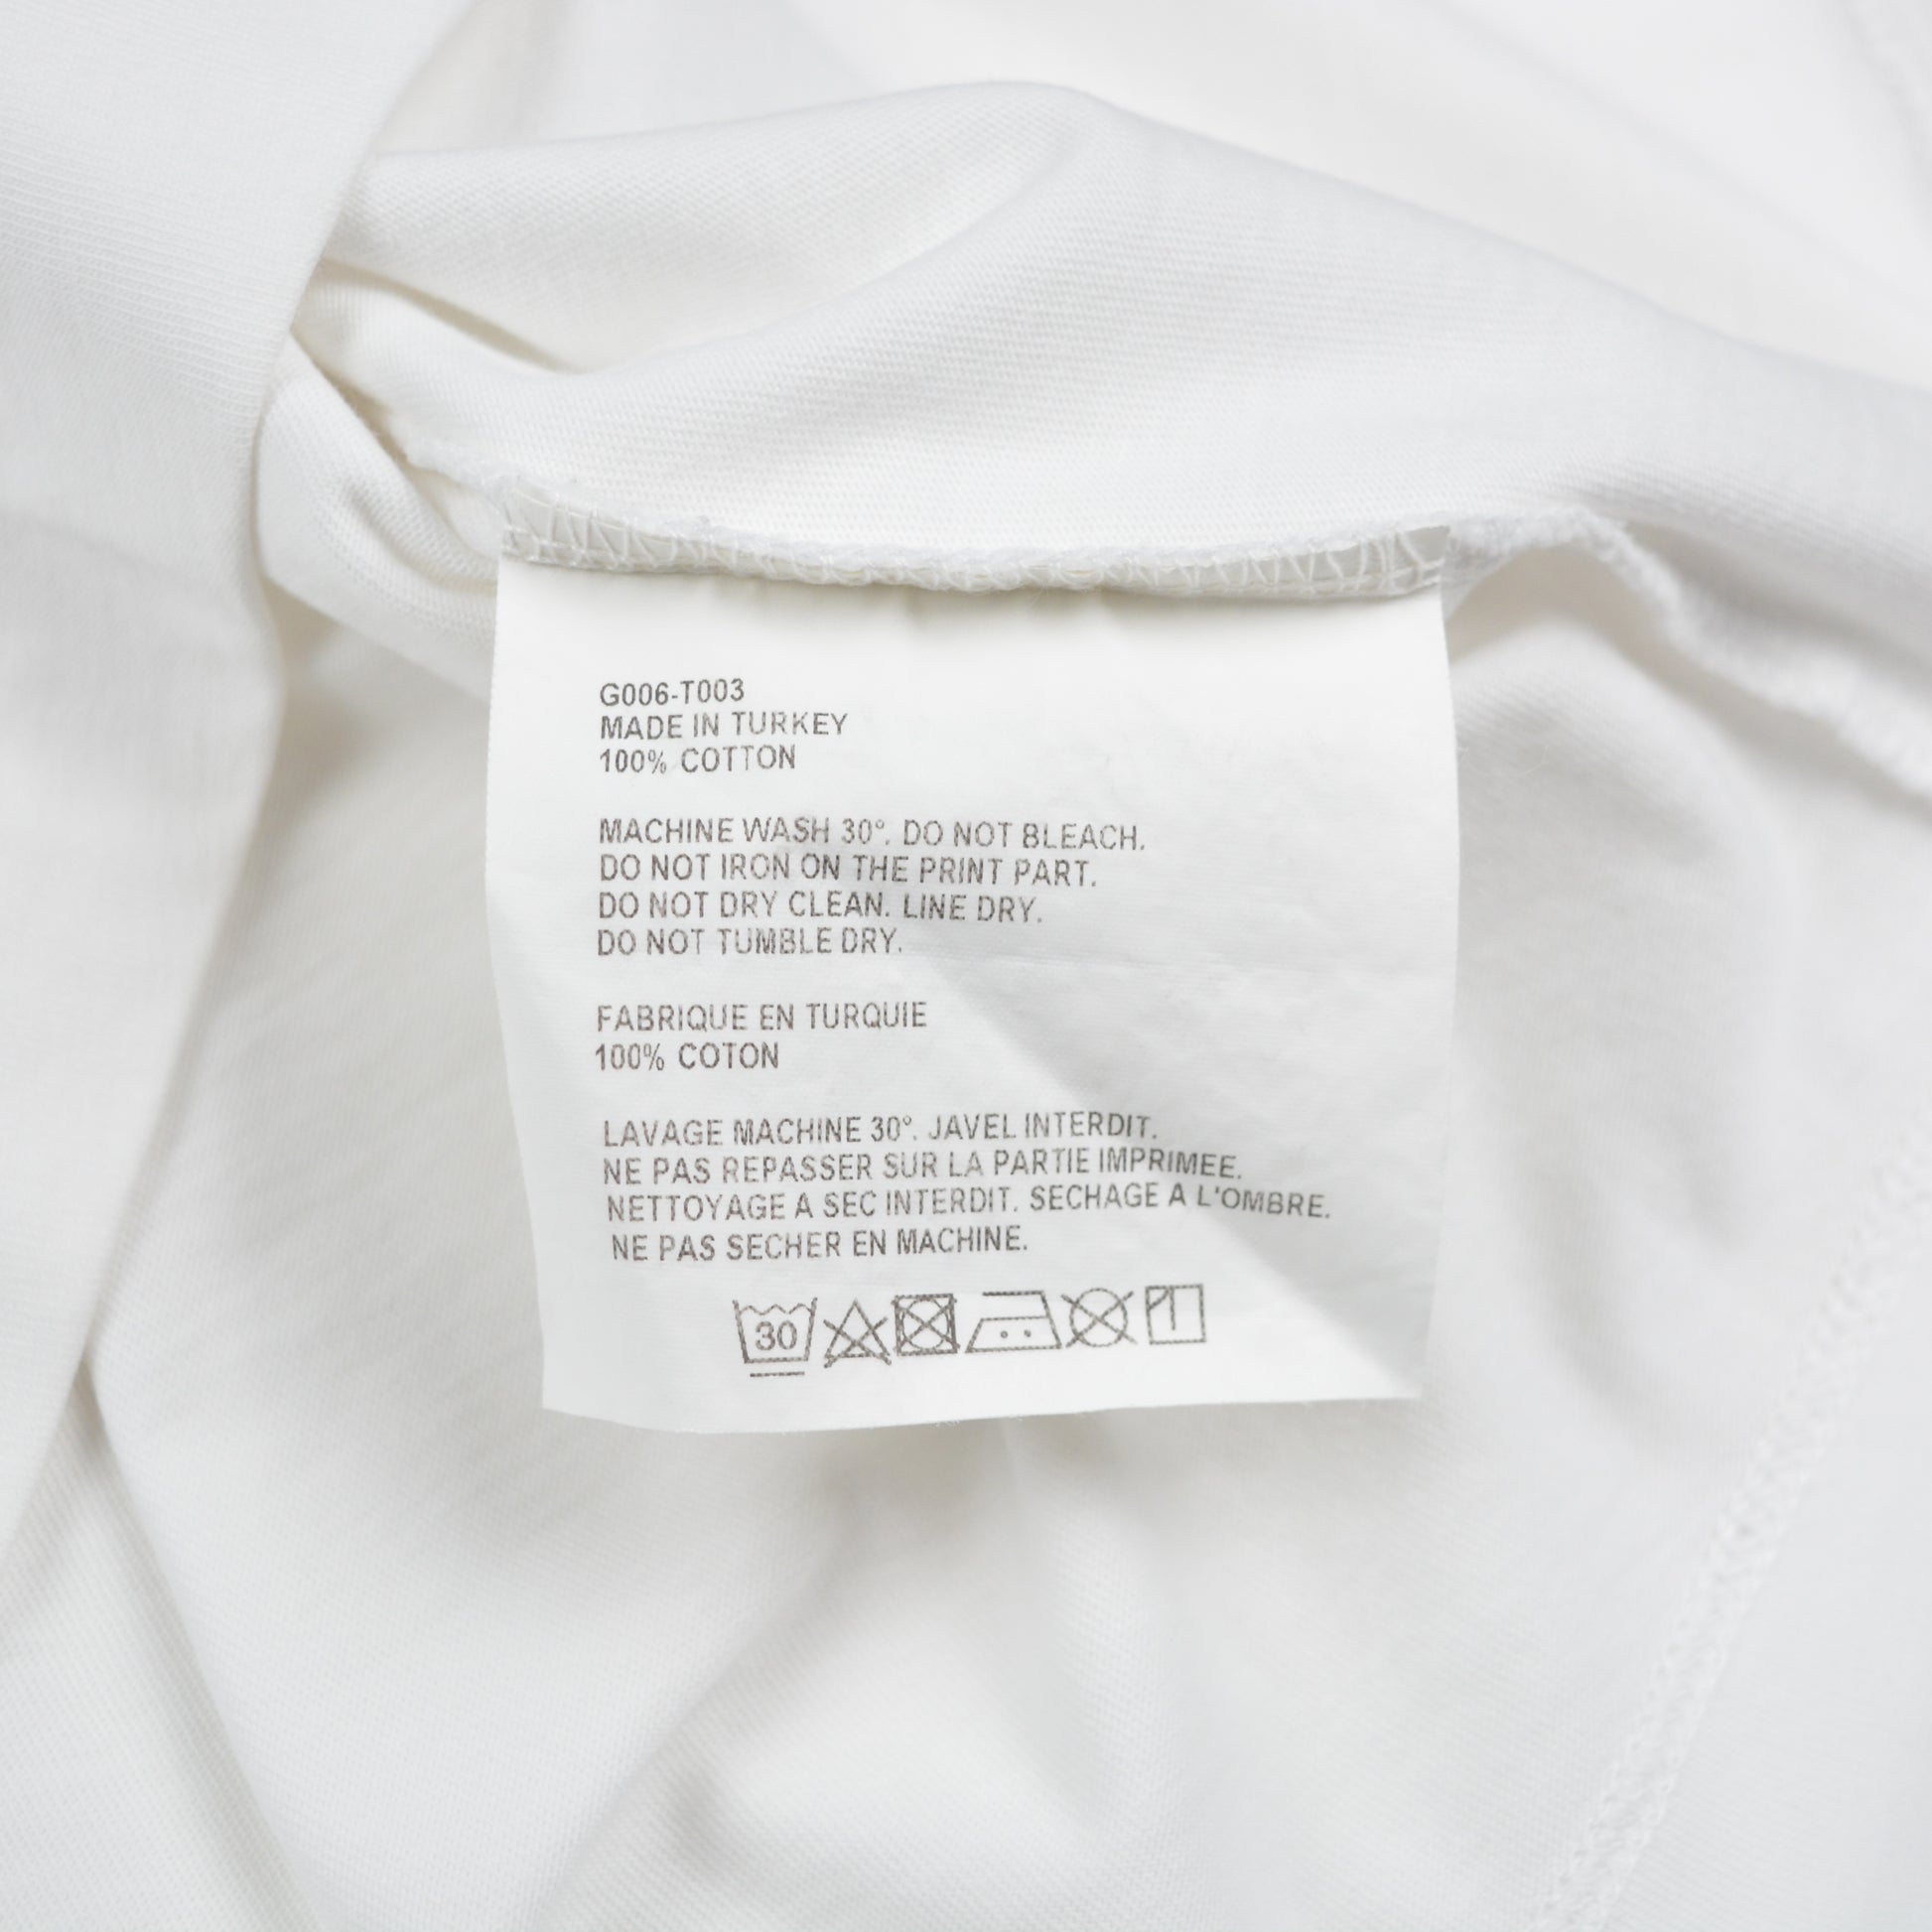 G006-T003
MADE IN TURKEY
100% COTTON
MACHINE WASH 30°. DO NOT BLEACH.
DO NOT IRON ON THE PRINT PART.
DO NOT DRY CLEAN. LINE DRY.
DO NOT TUMBLE DRY.
FABRIQUE EN TURQUIE
100% COTON
LAVAGE MACHINE 30°. JAVEL INTERDIT.
NE PAS REPASSER SUR LA PARTIE IMPRIMEE.
NETTOYAGE A SEC INTERDIT. SECHAGE A L'OMBRE.
NE PAS SECHER EN MACHINE.
30